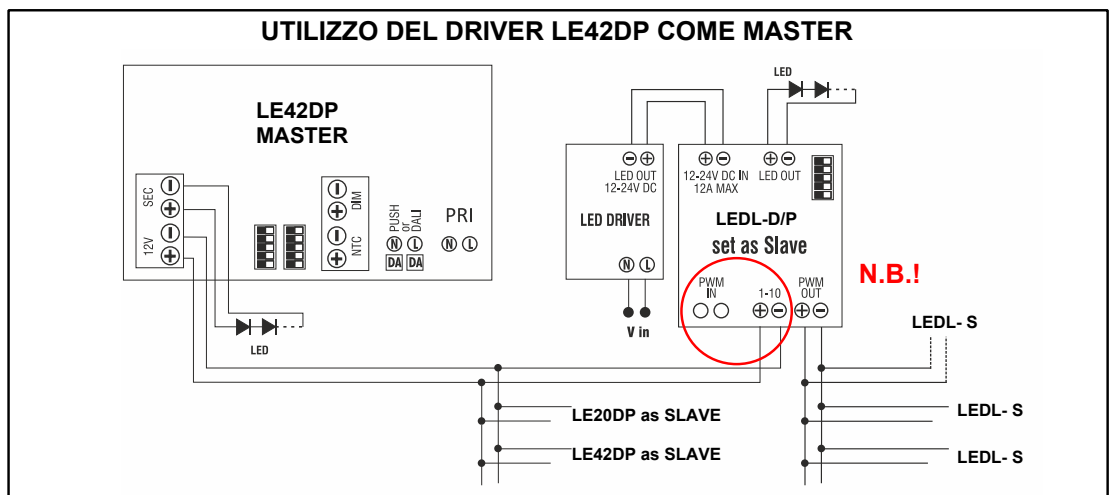 UTILIZZO DEL DRIVER LE42DP COME MASTER
LE42DP
MASTER
SEC
12V
DIM
NTC
PUSH
or
DALI
N L
DA DA
PRI
N L
LED
LED OUT
12-24V DC
LED DRIVER
N L
V in
LED
12-24V DC IN
12A MAX
LED OUT
LEDL-D/P
set as Slave
PWM
IN
1-10
PWM
OUT
N.B.!
LEDL- S
LE20DP as SLAVE
LEDL- S
LE42DP as SLAVE
LEDL- S